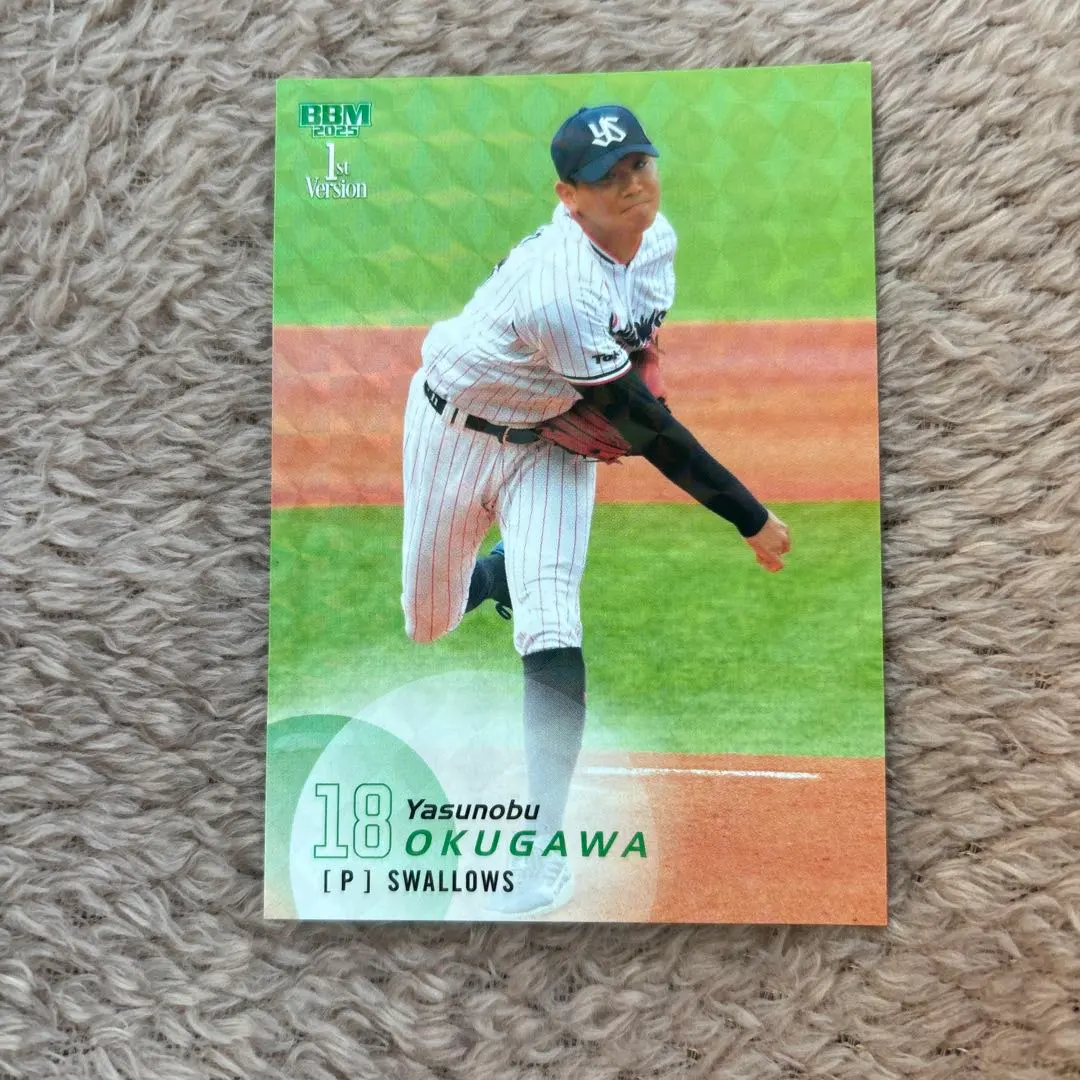 BBM
2025
1st
Version
YS
18 Yasunobu
OKUGAWA
[ P ] SWALLOWS